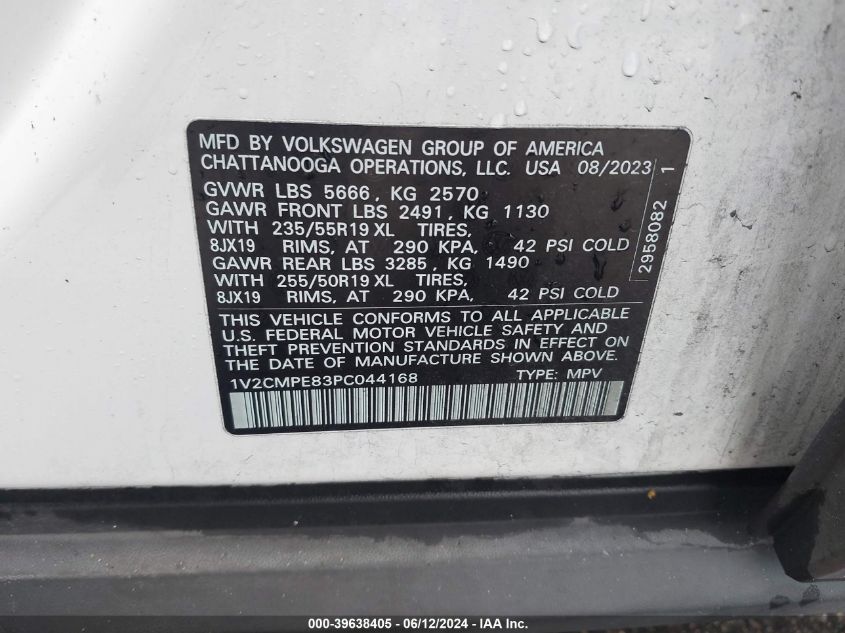 MFD BY VOLKSWAGEN GROUP OF AMERICA
CHATTANOOGA OPERATIONS, LLC. USA 08/2023
GVWR LBS 5666, KG 2570
GAWR FRONT LBS 2491, KG 1130
WITH 235/55R19 XL TIRES,
8JX19 RIMS, AT 290 KPA, 42 PSI COLD
GAWR REAR LBS 3285, KG 1490
WITH 255/50R19 XL TIRES,
8JX19 RIMS, AT 290 KPA, 42 PSI COLD
THIS VEHICLE CONFORMS TO ALL APPLICABLE
U.S. FEDERAL MOTOR VEHICLE SAFETY AND
THEFT PREVENTION STANDARDS IN EFFECT ON
THE DATE OF MANUFACTURE SHOWN ABOVE.
1V2CMPE83PC044168 TYPE: MPV
2958082 1
000-39638405 - 06/12/2024 - IAA Inc.